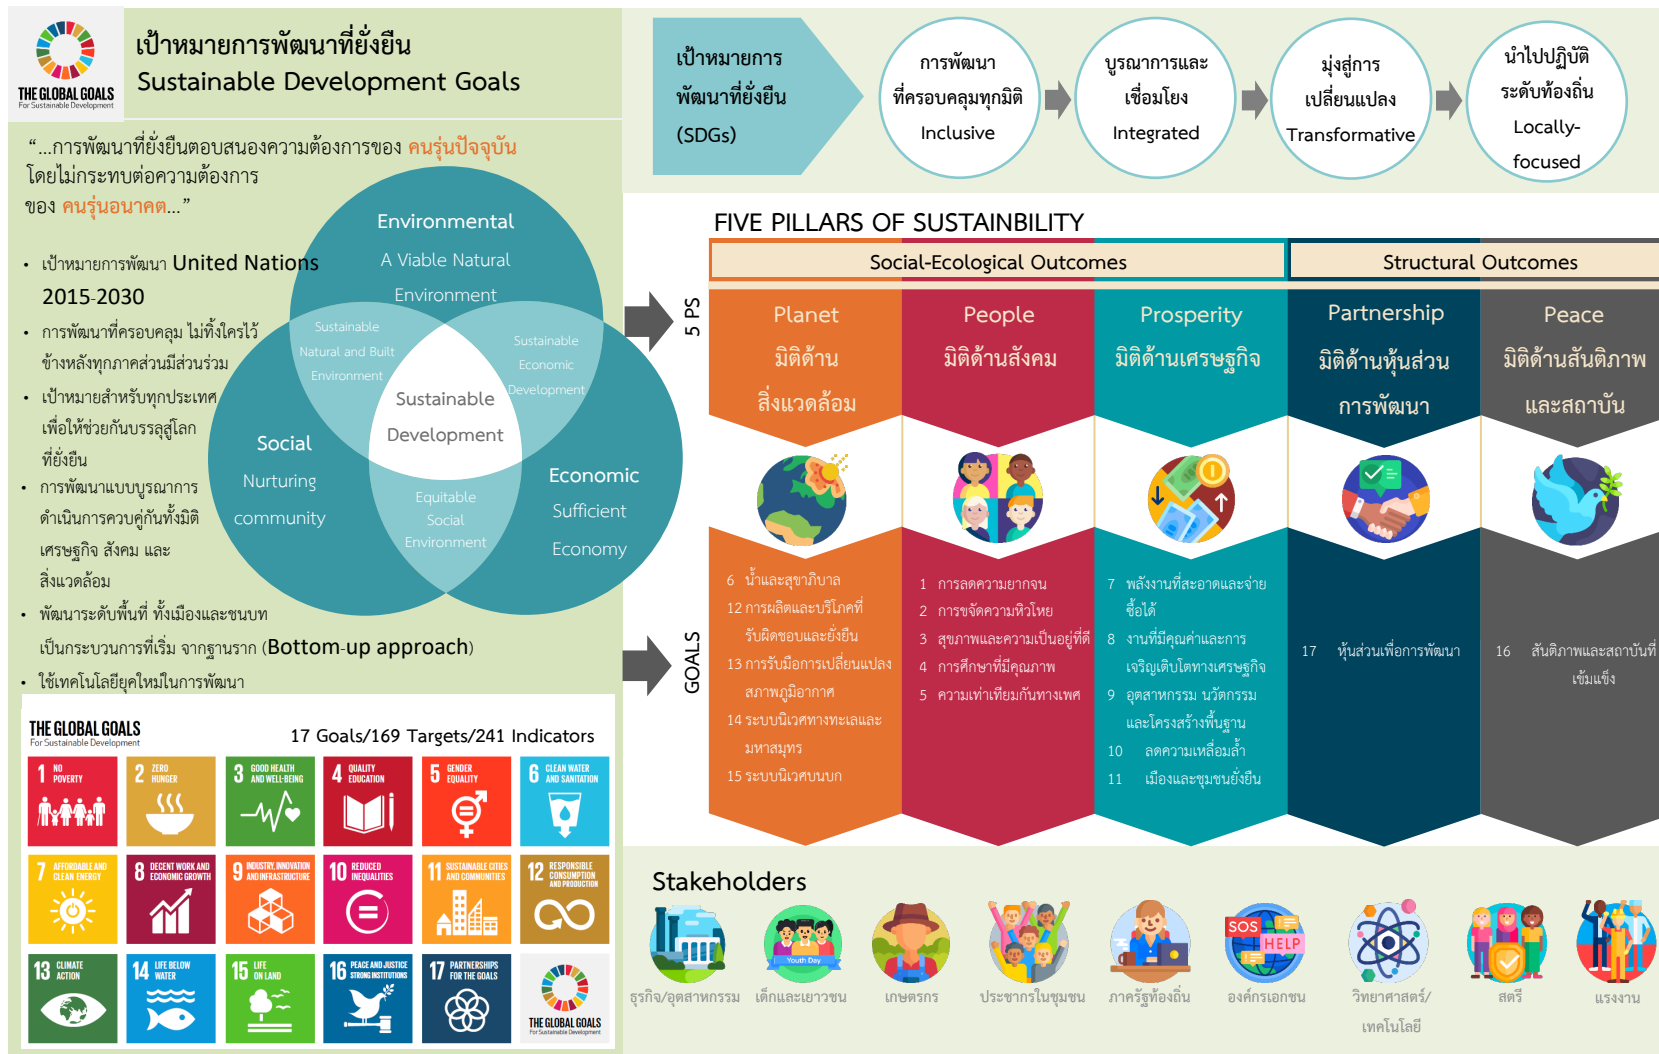 THE GLOBAL GOALS
For Sustainable Development
เป้าหมายการพัฒนาที่ยั่งยืน
Sustainable Development Goals
“...การพัฒนาที่ยั่งยืนตอบสนองความต้องการของ คนรุ่นปัจจุบัน
โดยไม่กระทบต่อความต้องการ
ของ คนรุ่นอนาคต...”
• เป้าหมายการพัฒนา United Nations
2015-2030
• การพัฒนาที่ครอบคลุม ไม่ทิ้งใครไว้
ข้างหลังทุกภาคส่วนมีส่วนร่วม
• เป้าหมายสำหรับทุกประเทศ
เพื่อให้ช่วยกันบรรลุสู่โลก
ที่ยั่งยืน
• การพัฒนาแบบบูรณาการ
ดำเนินการควบคู่กันทั้งมิติ
เศรษฐกิจ สังคม และ
สิ่งแวดล้อม
• พัฒนาระดับพื้นที่ ทั้งเมืองและชนบท
เป็นกระบวนการที่เริ่ม จากฐานราก (Bottom-up approach)
• ใช้เทคโนโลยียุคใหม่ในการพัฒนา
Environmental
A Viable Natural
Environment
Sustainable
Natural and Built
Environment
Sustainable
Economic
Development
Sustainable
Development
Social
Nurturing
community
Economic
Sufficient
Economy
Equitable
Social
Environment
THE GLOBAL GOALS
For Sustainable Development
17 Goals/169 Targets/241 Indicators
1 NO
POVERTY
2 ZERO
HUNGER
3 GOOD HEALTH
AND WELL-BEING
4 QUALITY
EDUCATION
5 GENDER
EQUALITY
6 CLEAN WATER
AND SANITATION
7 AFFORDABLE AND
CLEAN ENERGY
8 DECENT WORK AND
ECONOMIC GROWTH
9 INDUSTRY, INNOVATION
AND INFRASTRUCTURE
10 REDUCED
INEQUALITIES
11 SUSTAINABLE CITIES
AND COMMUNITIES
12 RESPONSIBLE
CONSUMPTION
AND PRODUCTION
13 CLIMATE
ACTION
14 LIFE BELOW
WATER
15 LIFE
ON LAND
16 PEACE AND JUSTICE
STRONG INSTITUTIONS
17 PARTNERSHIPS
FOR THE GOALS
THE GLOBAL GOALS
For Sustainable Development
เป้าหมายการ
พัฒนาที่ยั่งยืน
(SDGs)
การพัฒนา
ที่ครอบคลุมทุกมิติ
Inclusive
บูรณาการและ
เชื่อมโยง
Integrated
มุ่งสู่การ
เปลี่ยนแปลง
Transformative
นำไปปฏิบัติ
ระดับท้องถิ่น
Locally-
focused
FIVE PILLARS OF SUSTAINBILITY
5 PS
Social-Ecological Outcomes
Structural Outcomes
Planet
มิติด้าน
สิ่งแวดล้อม
People
มิติด้านสังคม
Prosperity
มิติด้านเศรษฐกิจ
Partnership
มิติด้านหุ้นส่วน
การพัฒนา
Peace
มิติด้านสันติภาพ
และสถาบัน
GOALS
6 น้ำและสุขาภิบาล
12 การผลิตและบริโภคที่
รับผิดชอบและยั่งยืน
13 การรับมือการเปลี่ยนแปลง
สภาพภูมิอากาศ
14 ระบบนิเวศทางทะเลและ
มหาสมุทร
15 ระบบนิเวศบนบก
1 การลดความยากจน
2 การขจัดความหิวโหย
3 สุขภาพและความเป็นอยู่ที่ดี
4 การศึกษาที่มีคุณภาพ
5 ความเท่าเทียมกันทางเพศ
7 พลังงานที่สะอาดและจ่าย
ซื้อได้
8 งานที่มีคุณค่าและการ
เจริญเติบโตทางเศรษฐกิจ
9 อุตสาหกรรม นวัตกรรม
และโครงสร้างพื้นฐาน
10 ลดความเหลื่อมล้ำ
11 เมืองและชุมชนยั่งยืน
17 หุ้นส่วนเพื่อการพัฒนา
16 สันติภาพและสถาบันที่
เข้มแข็ง
Stakeholders
Youth Day
SOS
HELP
ธุรกิจ/อุตสาหกรรม
เด็กและเยาวชน
เกษตรกร
ประชากรในชุมชน
ภาครัฐท้องถิ่น
องค์กรเอกชน
วิทยาศาสตร์/
เทคโนโลยี
สตรี
แรงงาน